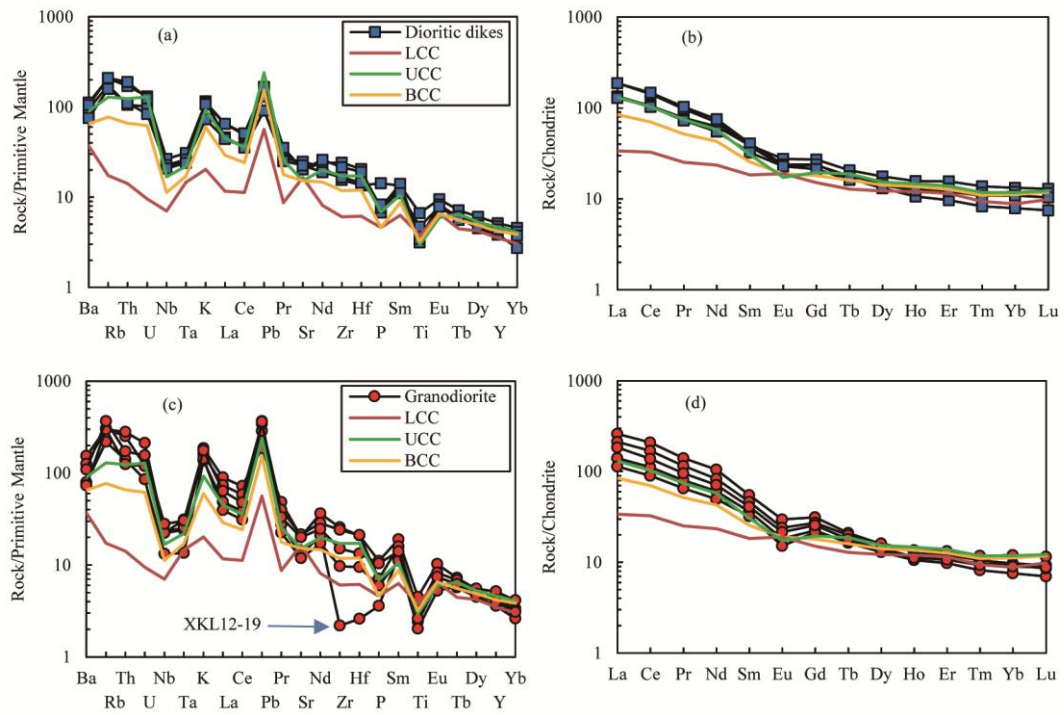 1000
(a)
Dioritic dikes
LCC
UCC
BCC
100
10
1
Rock/Primitive Mantle
Ba Th Nb K Ce Pr Nd Hf Sm Eu Dy Yb
Rb U Ta La Pb Sr Zr P Ti Tb Y
1000
(b)
100
10
1
Rock/Chondrite
La Ce Pr Nd Sm Eu Gd Tb Dy Ho Er Tm Yb Lu
1000
(c)
Granodiorite
LCC
UCC
BCC
100
10
XKL12-19
1
Rock/Primitive Mantle
Ba Th Nb K Ce Pr Nd Hf Sm Eu Dy Yb
Rb U Ta La Pb Sr Zr P Ti Tb Y
1000
(d)
100
10
1
Rock/Chondrite
La Ce Pr Nd Sm Eu Gd Tb Dy Ho Er Tm Yb Lu